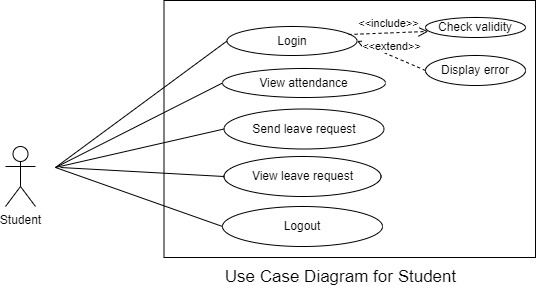 <<include>>
Check validity
Login
<<extend>>
Display error
View attendance
Send leave request
View leave request
Student
Logout
Use Case Diagram for Student